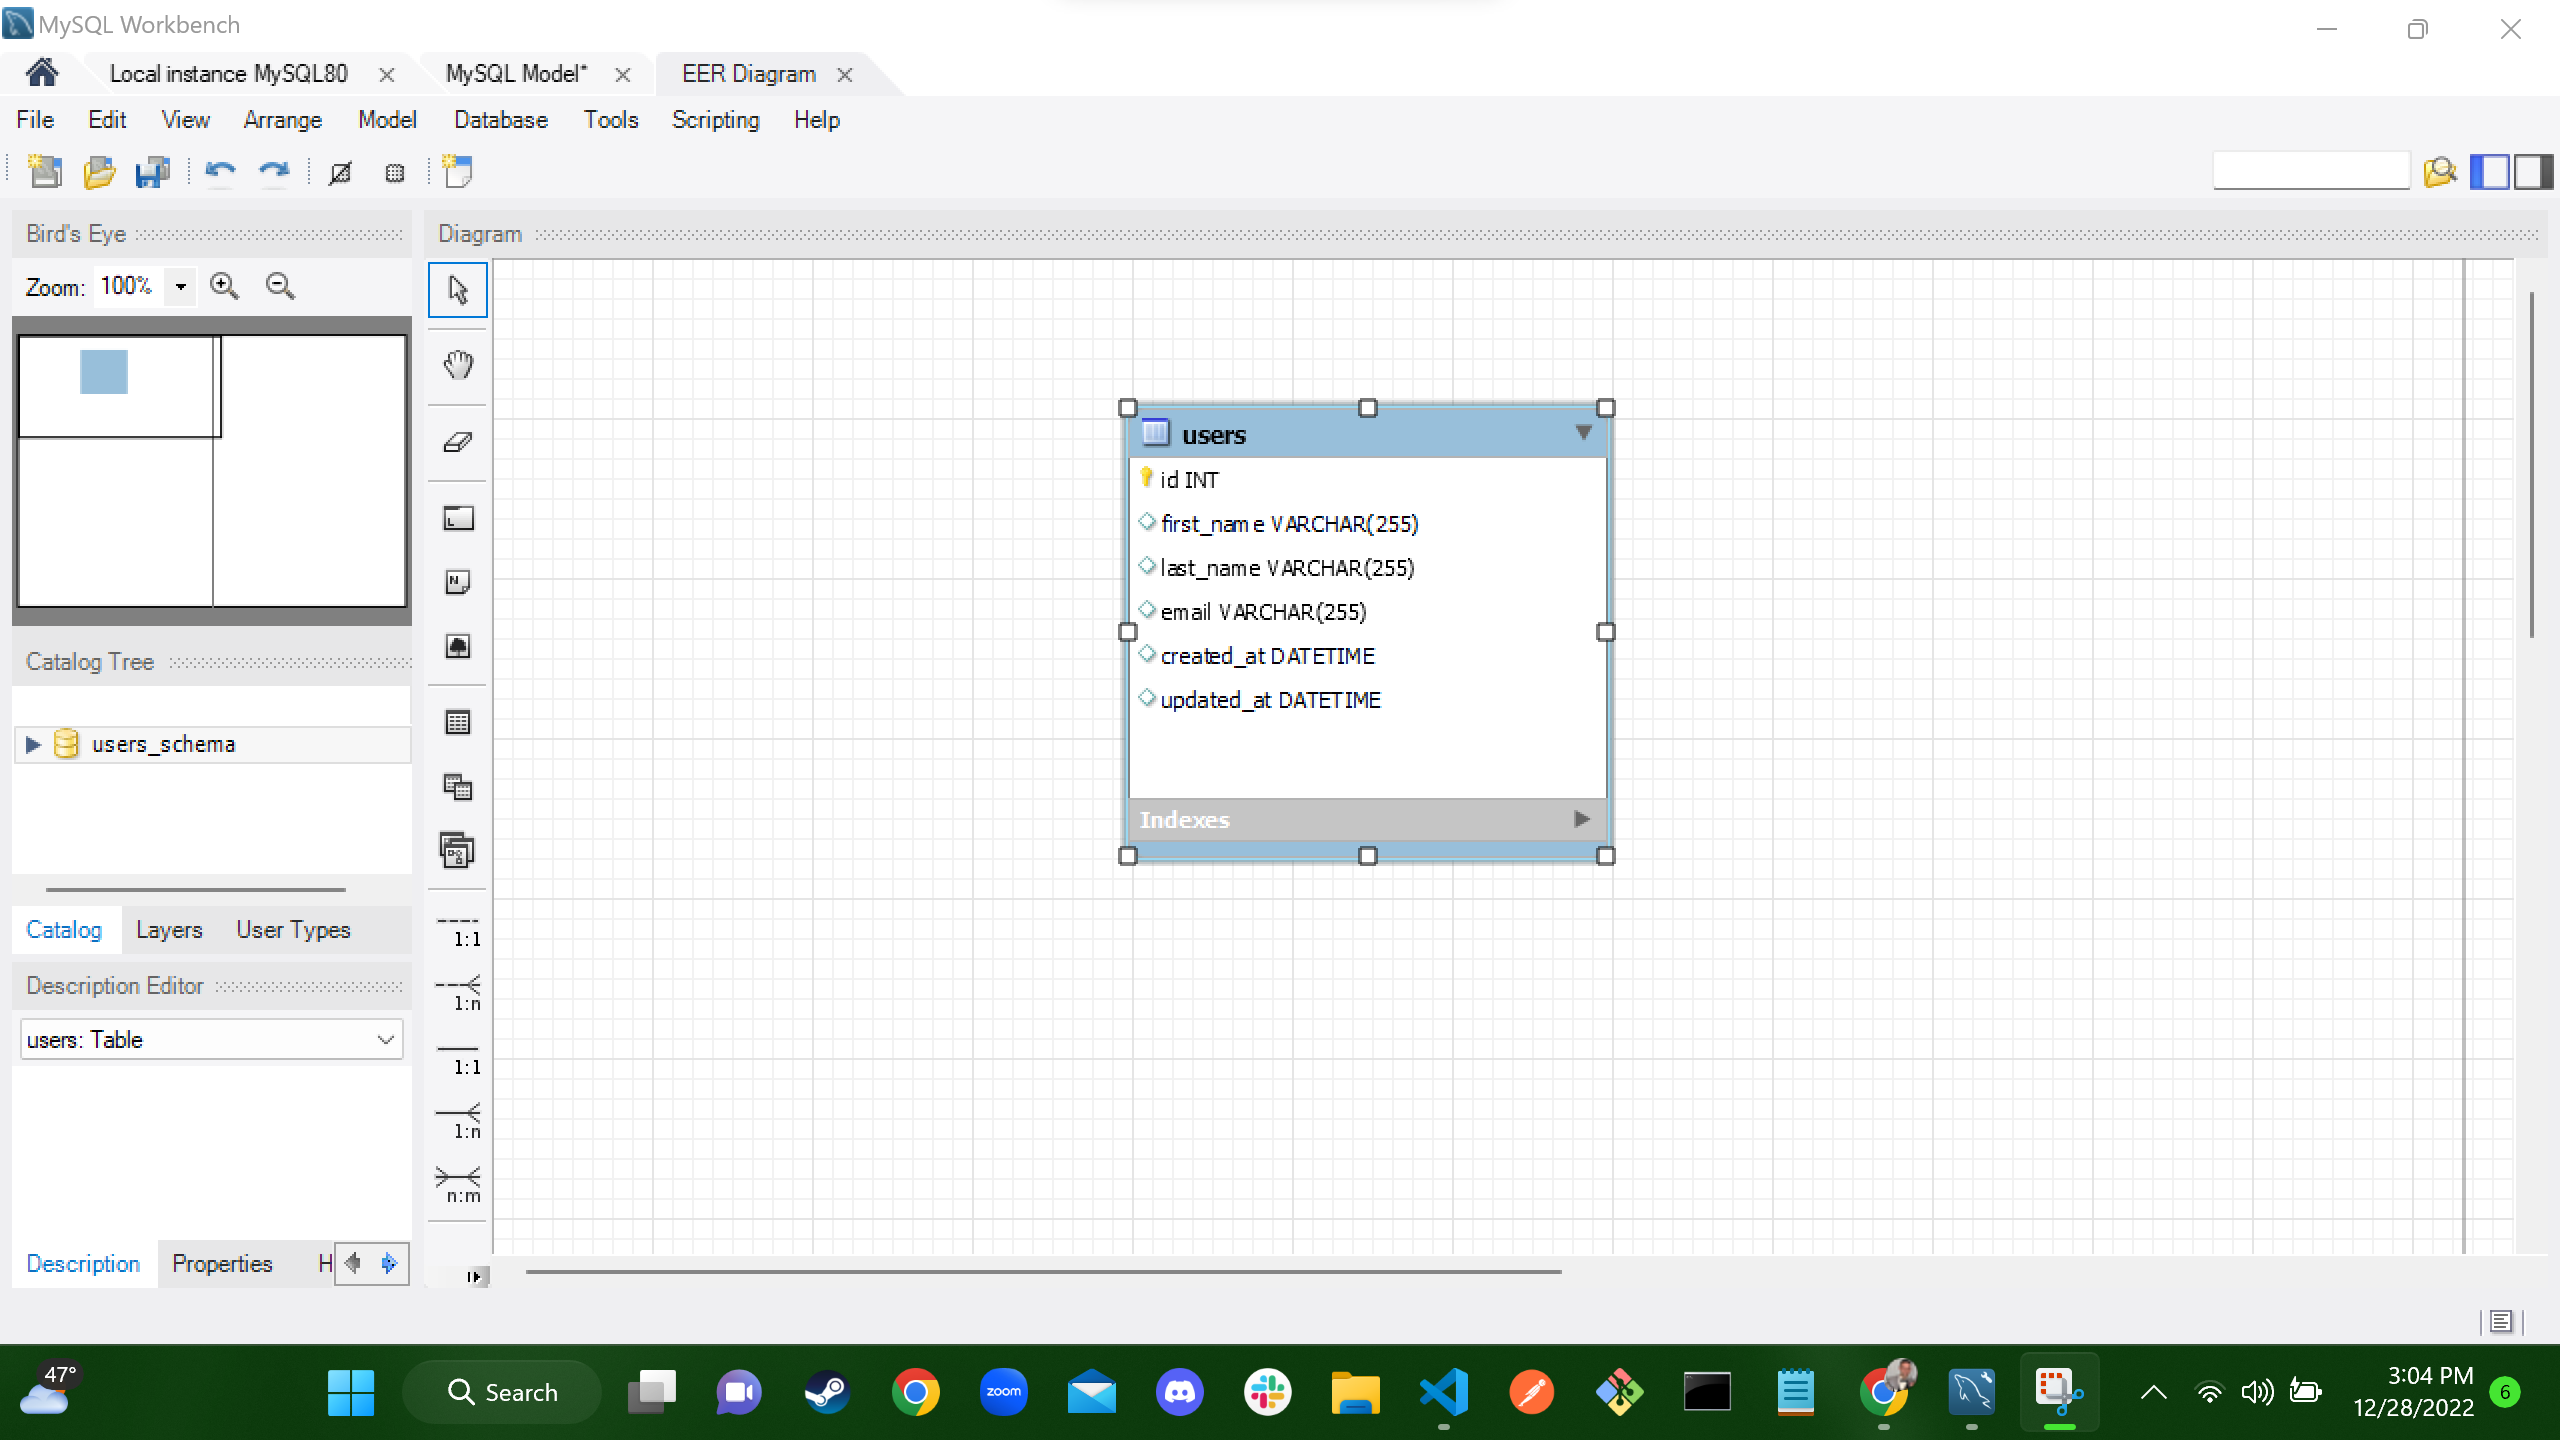 MySQL Workbench
Local instance MySQL80
MySQL Model*
EER Diagram
File Edit View Arrange Model Database Tools Scripting Help
Bird's Eye
Diagram
Zoom: 100%
users
id INT
first_name VARCHAR(255)
last_name VARCHAR(255)
email VARCHAR(255)
created_at DATETIME
updated_at DATETIME
Indexes
Catalog Tree
users_schema
Catalog Layers User Types
Description Editor
users: Table
Description Properties H
1:1
1:n
1:1
1:n
n:m
47°
Search
zoom
3:04 PM
12/28/2022
6